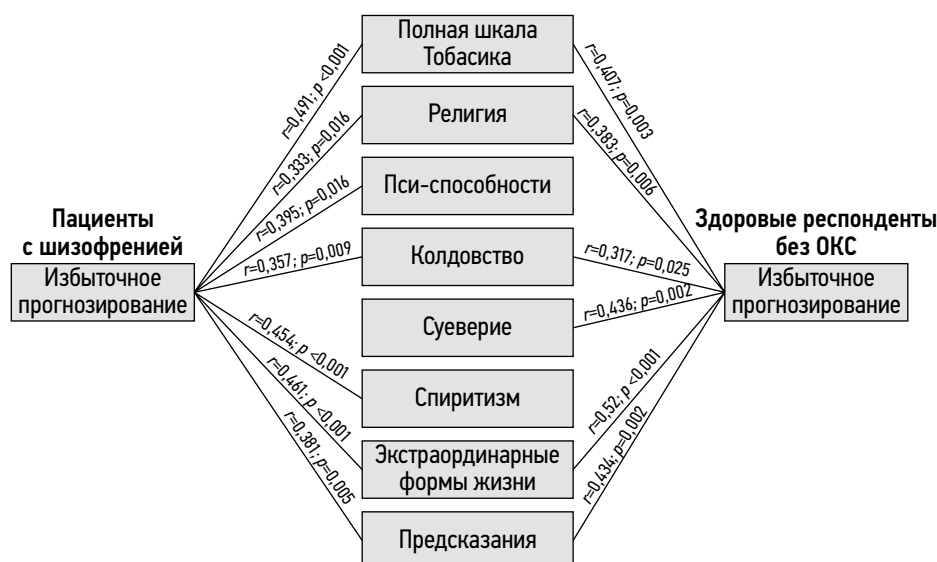 Полная шкала
Тобасика
Религия
Пси-способности
Колдовство
Суеверие
Спиритизм
Экстраординарные
формы жизни
Предсказания
Пациенты
с шизофренией
Избыточное
прогнозирование
r=0,491; p <0,001
r=0,333; p=0,016
r=0,395; p=0,016
r=0,357; p=0,009
r=0,454; p <0,001
r=0,461; p <0,001
r=0,381; p=0,005
Здоровые респонденты
без ОКС
Избыточное
прогнозирование
r=0,407; p=0,003
r=0,383; p=0,006
r=0,317; p=0,025
r=0,436; p=0,002
r=0,52; p <0,001
r=0,434; p=0,002